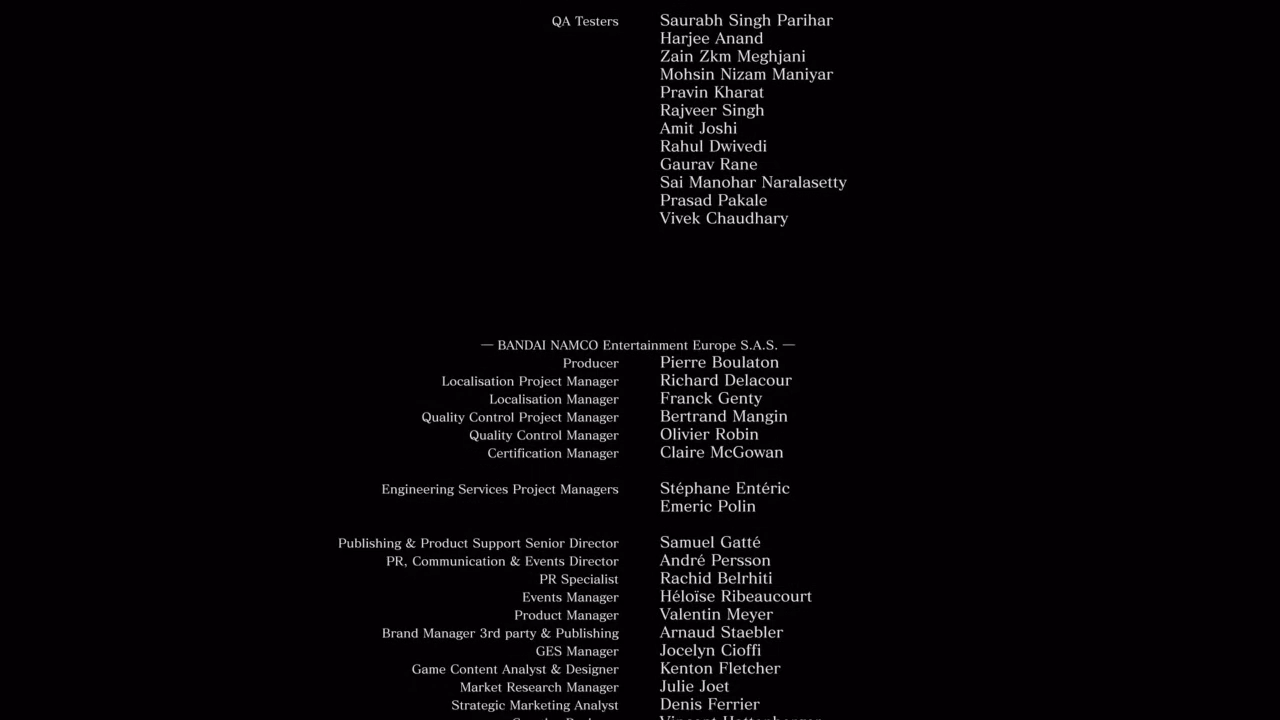 QA Testers Saurabh Singh Parihar
Harjee Anand
Zain Zkm Meghjani
Mohsin Nizam Maniyar
Pravin Kharat
Rajveer Singh
Amit Joshi
Rahul Dwivedi
Gaurav Rane
Sai Manohar Naralasetty
Prasad Pakale
Vivek Chaudhary
— BANDAI NAMCO Entertainment Europe S.A.S. —
Producer Pierre Boulaton
Localisation Project Manager Richard Delacour
Localisation Manager Franck Genty
Quality Control Project Manager Bertrand Mangin
Quality Control Manager Olivier Robin
Certification Manager Claire McGowan
Engineering Services Project Managers Stéphane Entéric
Emeric Polin
Publishing & Product Support Senior Director Samuel Gatté
PR, Communication & Events Director André Persson
PR Specialist Rachid Belrhiti
Events Manager Héloïse Ribeaucourt
Product Manager Valentin Meyer
Brand Manager 3rd party & Publishing Arnaud Staebler
GES Manager Jocelyn Cioffi
Game Content Analyst & Designer Kenton Fletcher
Market Research Manager Julie Joet
Strategic Marketing Analyst Denis Ferrier